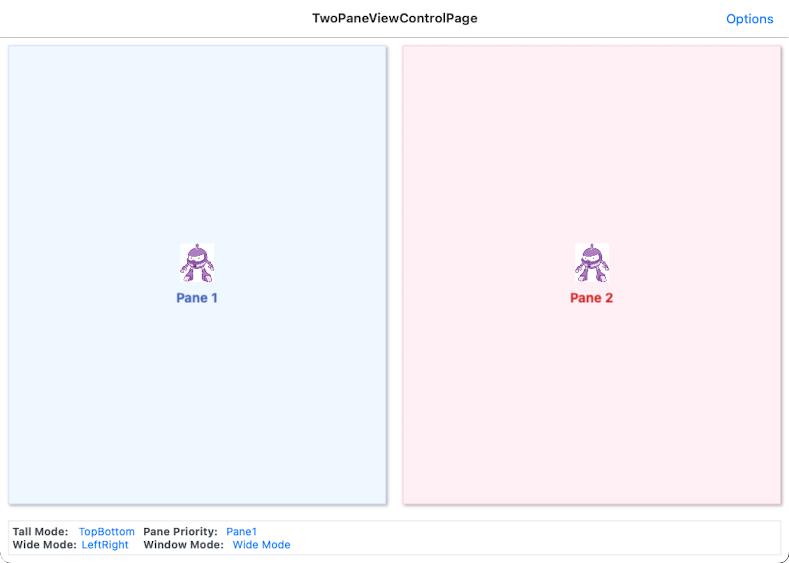 TwoPaneViewControlPage
Options
Pane 1
Pane 2
Tall Mode: TopBottom Pane Priority: Pane1
Wide Mode: LeftRight Window Mode: Wide Mode